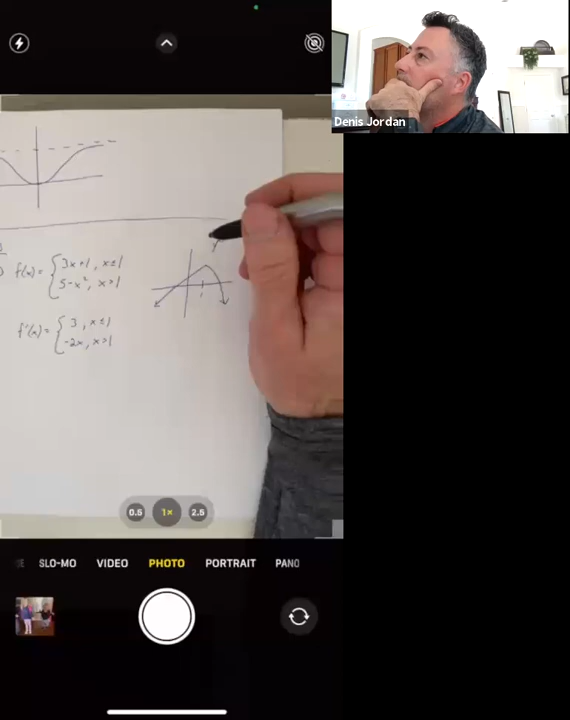 Denis Jordan
f(x) = { 3x+1, x≤1
5-x², x>1
1
f'(x) = { 3, x≤1
-2x, x>1
0.5 1× 2.5
SLO-MO VIDEO PHOTO PORTRAIT PANO